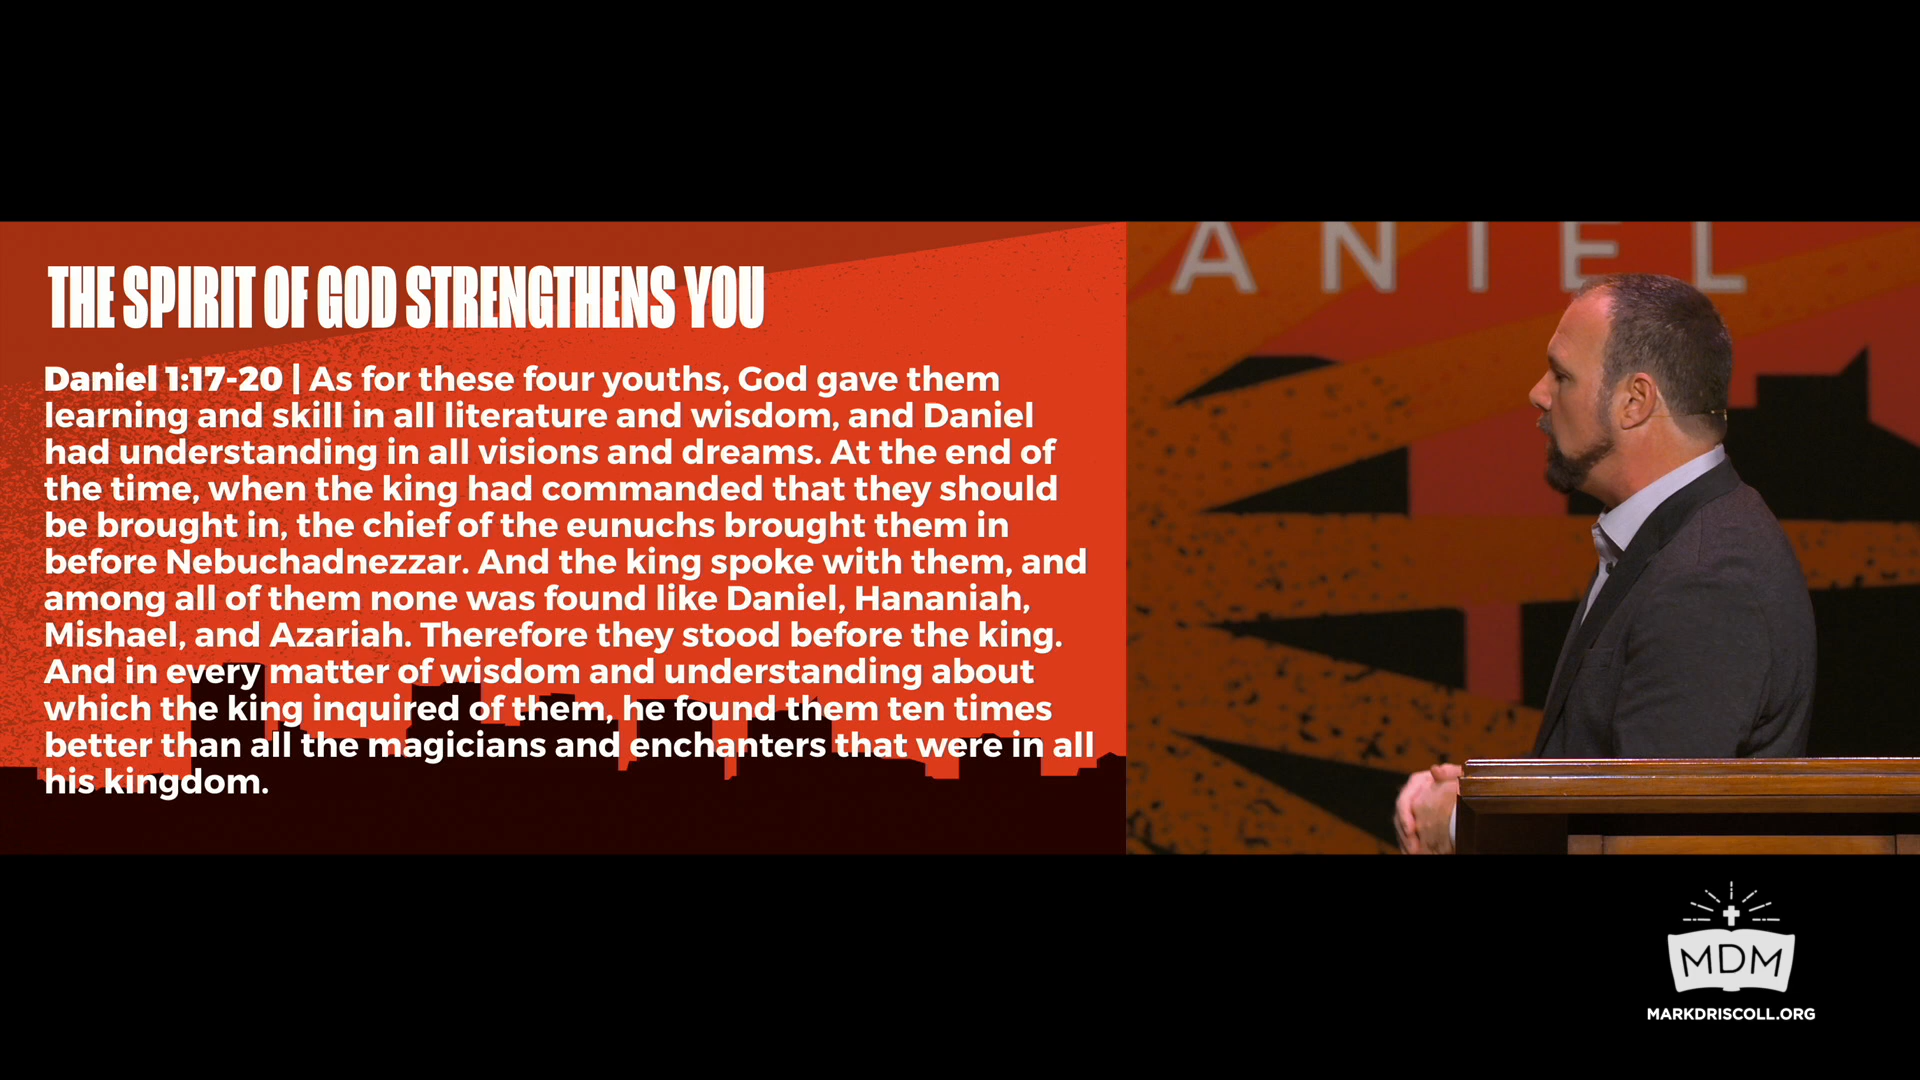 THE SPIRIT OF GOD STRENGTHENS YOU
Daniel 1:17-20 | As for these four youths, God gave them
learning and skill in all literature and wisdom, and Daniel
had understanding in all visions and dreams. At the end of
the time, when the king had commanded that they should
be brought in, the chief of the eunuchs brought them in
before Nebuchadnezzar. And the king spoke with them, and
among all of them none was found like Daniel, Hananiah,
Mishael, and Azariah. Therefore they stood before the king.
And in every matter of wisdom and understanding about
which the king inquired of them, he found them ten times
better than all the magicians and enchanters that were in all
his kingdom.
ANIEL
MDM
MARKDRISCOLL.ORG